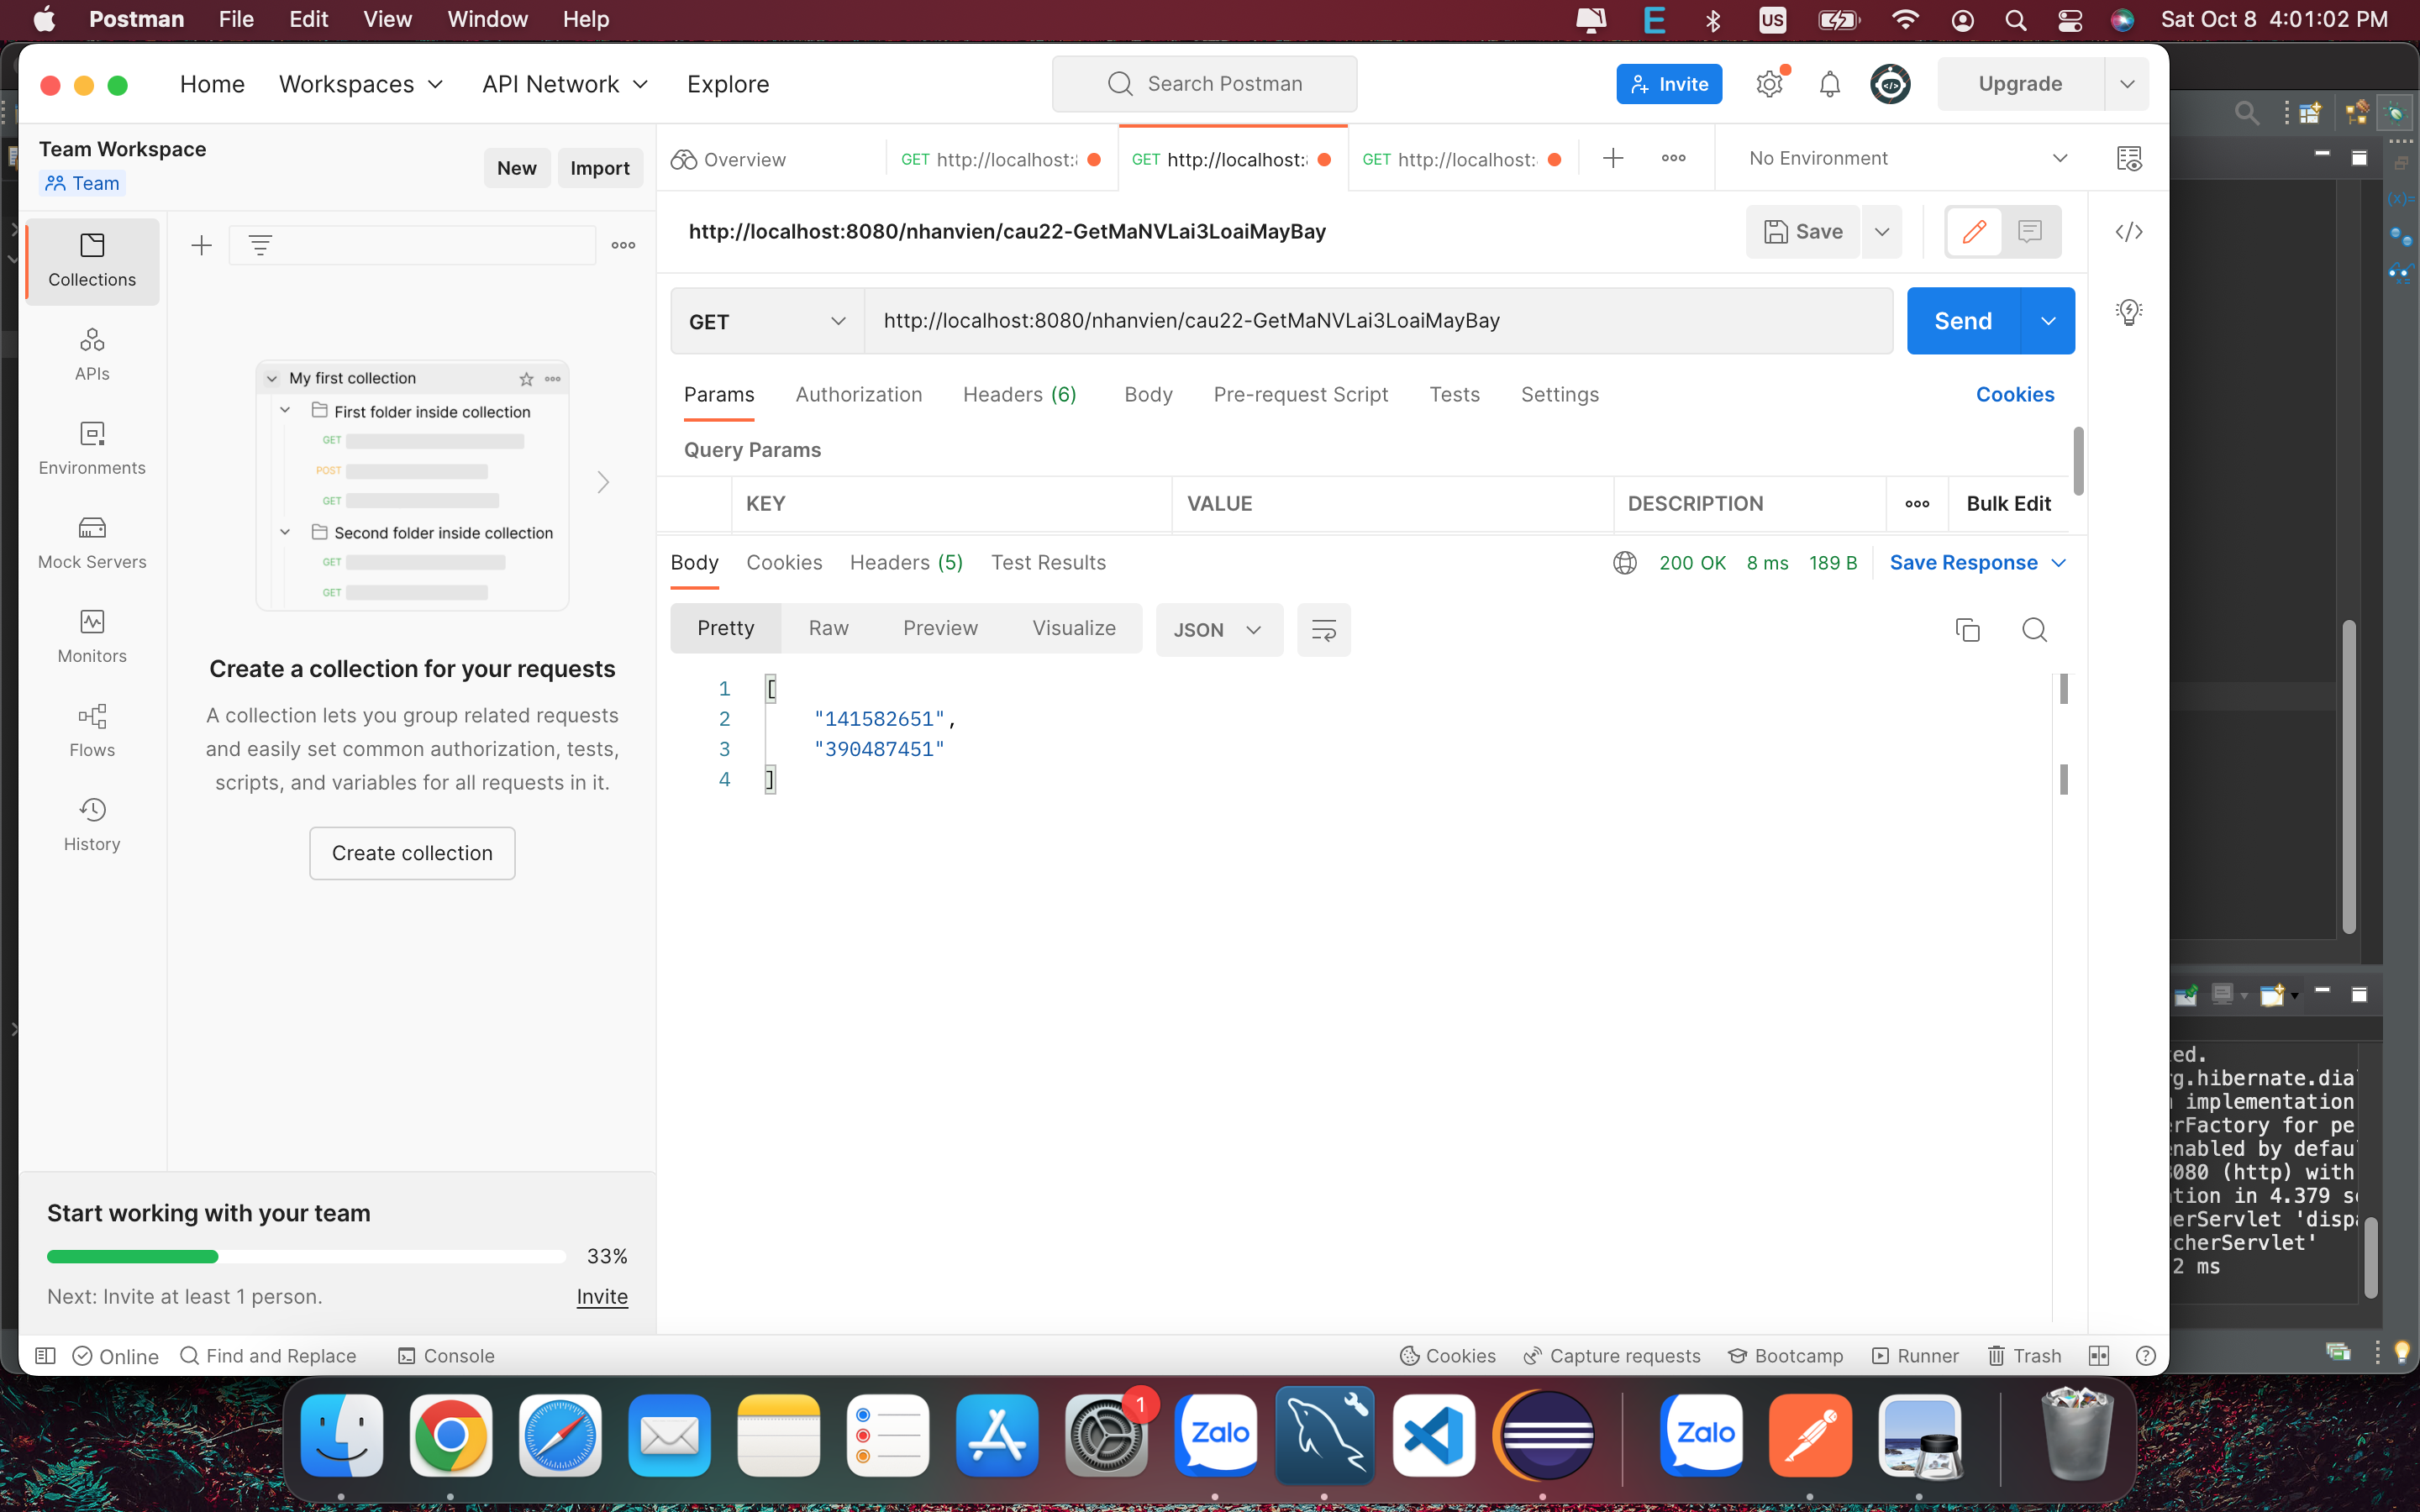 Postman File Edit View Window Help
US
Sat Oct 8 4:01:02 PM
Home Workspaces API Network Explore
Search Postman
Invite
Upgrade
Team Workspace
Team
New
Import
Overview
GET http://localhost:
GET http://localhost:
GET http://localhost:
No Environment
http://localhost:8080/nhanvien/cau22-GetMaNVLai3LoaiMayBay
Save
GET
http://localhost:8080/nhanvien/cau22-GetMaNVLai3LoaiMayBay
Send
Params Authorization Headers (6) Body Pre-request Script Tests Settings
Cookies
Query Params
KEY VALUE DESCRIPTION
Bulk Edit
Body Cookies Headers (5) Test Results
200 OK 8 ms 189 B
Save Response
Pretty Raw Preview Visualize
JSON
1 [
2 "141582651",
3 "390487451"
4 ]
Collections
APIs
Environments
Mock Servers
Monitors
Flows
History
My first collection
First folder inside collection
GET
POST
GET
Second folder inside collection
GET
GET
Create a collection for your requests
A collection lets you group related requests
and easily set common authorization, tests,
scripts, and variables for all requests in it.
Create collection
Start working with your team
33%
Next: Invite at least 1 person.
Invite
Online
Find and Replace
Console
Cookies
Capture requests
Bootcamp
Runner
Trash
ted.
rg.hibernate.dia
implementation
erFactory for pe
enabled by defau
8080 (http) with
ation in 4.379 s
herServlet 'disp
tcherServlet'
2 ms
1
Zalo
Zalo